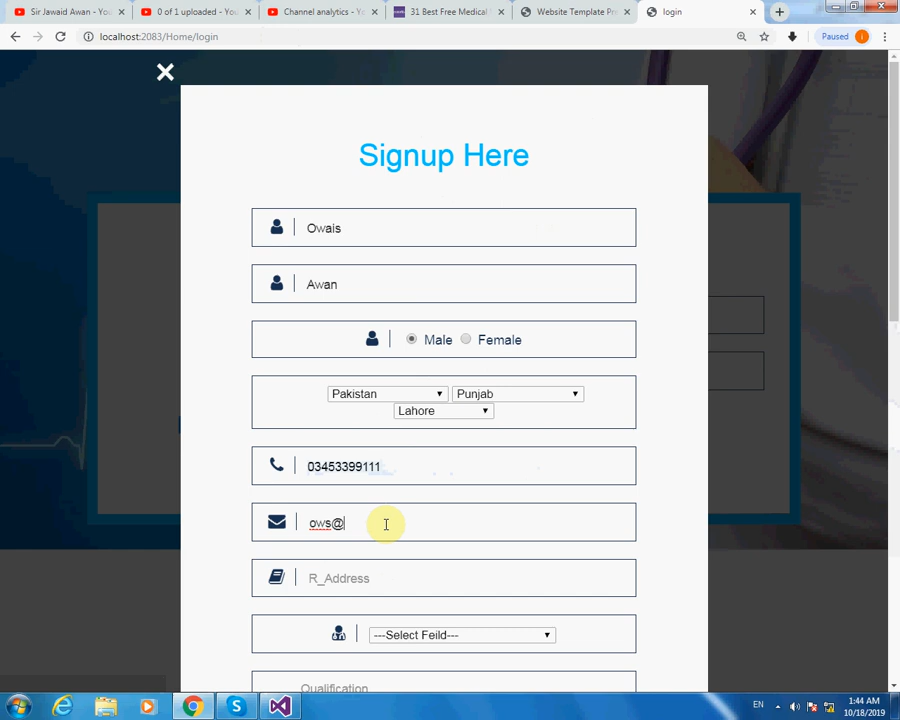 Sir Jawaid Awan - You
0 of 1 uploaded - You
Channel analytics - Yo
31 Best Free Medical
Website Template Pr
login
localhost:2083/Home/login
Paused
Signup Here
Owais
Awan
Male Female
Pakistan Punjab
Lahore
03453399111
ows@
R_Address
---Select Feild---
Qualification
EN
1:44 AM
10/18/2019